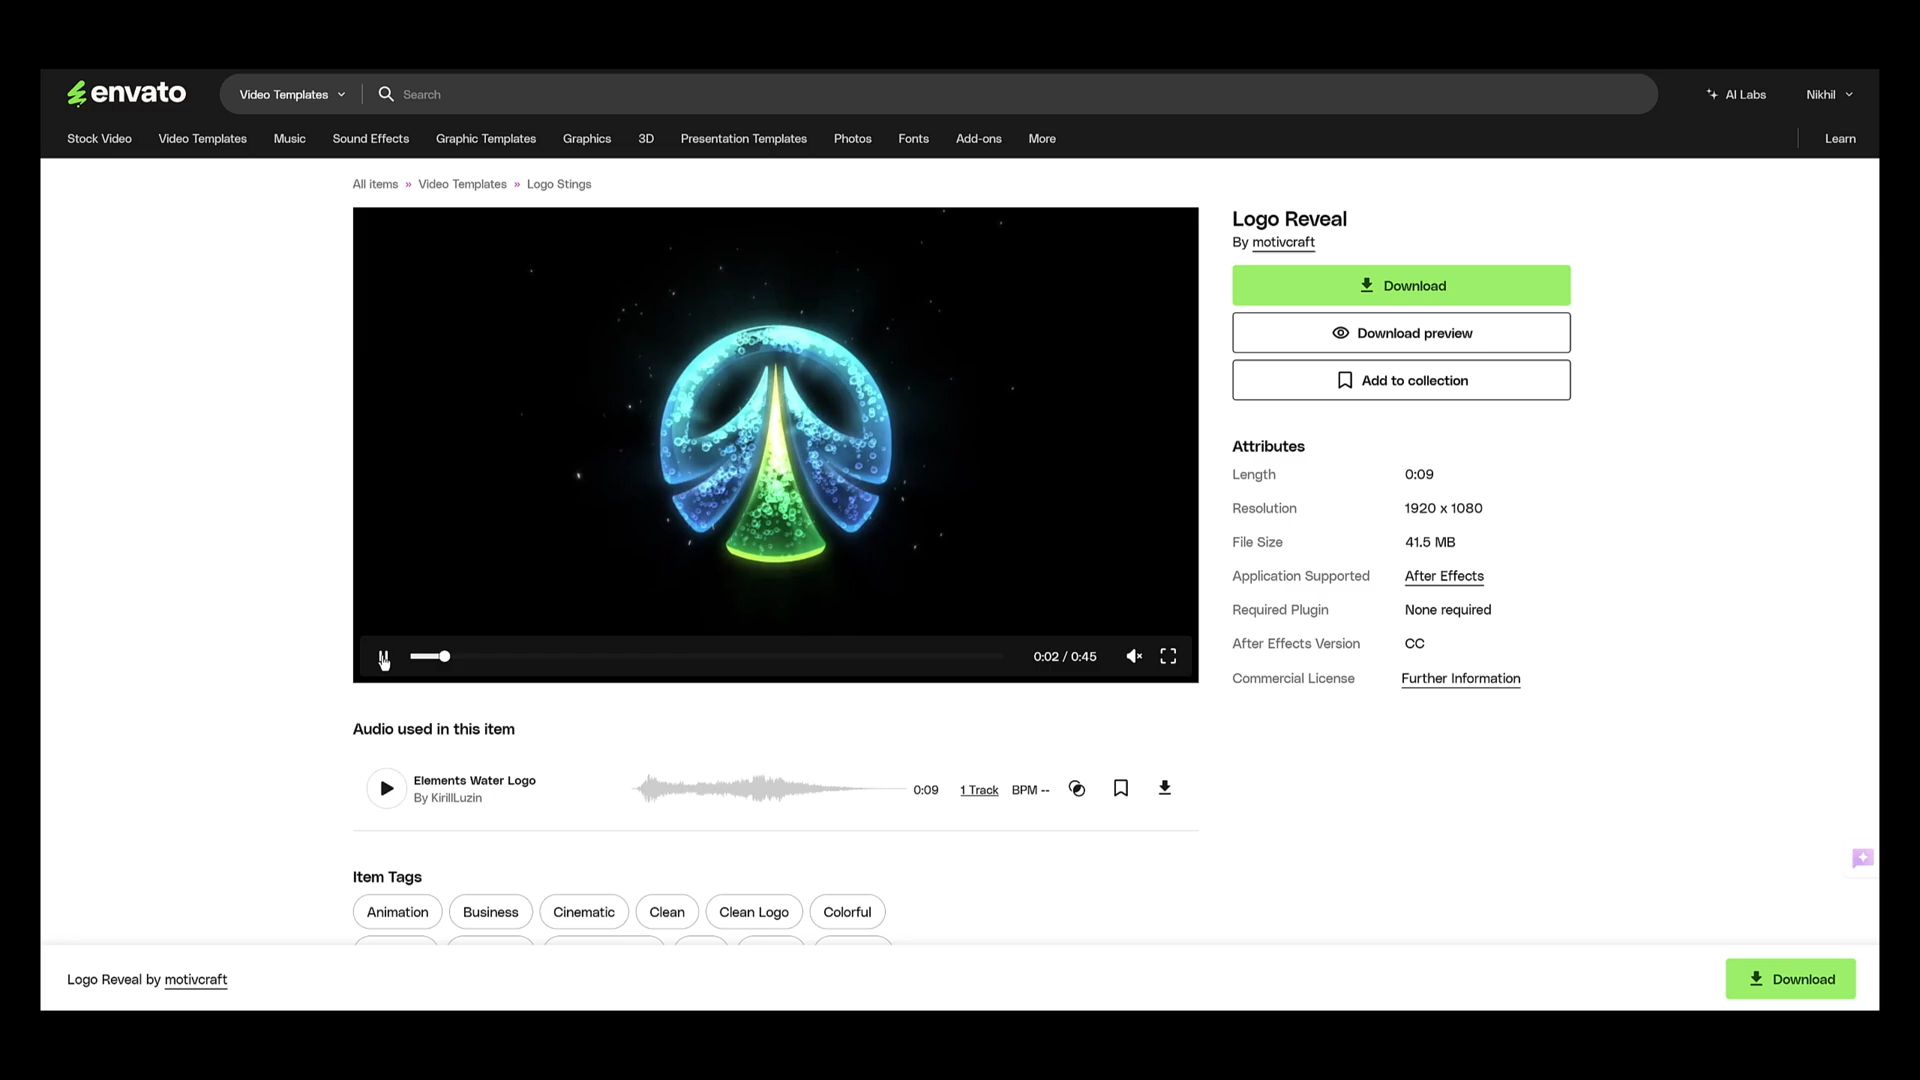 envato
Video Templates
Search
AI Labs
Nikhil
Stock Video
Video Templates
Music
Sound Effects
Graphic Templates
Graphics
3D
Presentation Templates
Photos
Fonts
Add-ons
More
Learn
All items » Video Templates » Logo Stings
Logo Reveal
By motivcraft
Download
Download preview
Add to collection
Attributes
Length 0:09
Resolution 1920 x 1080
File Size 41.5 MB
Application Supported After Effects
Required Plugin None required
After Effects Version CC
Commercial License Further Information
0:02 / 0:45
Audio used in this item
Elements Water Logo
By KirillLuzin
0:09
1 Track
BPM --
Item Tags
Animation
Business
Cinematic
Clean
Clean Logo
Colorful
Logo Reveal by motivcraft
Download